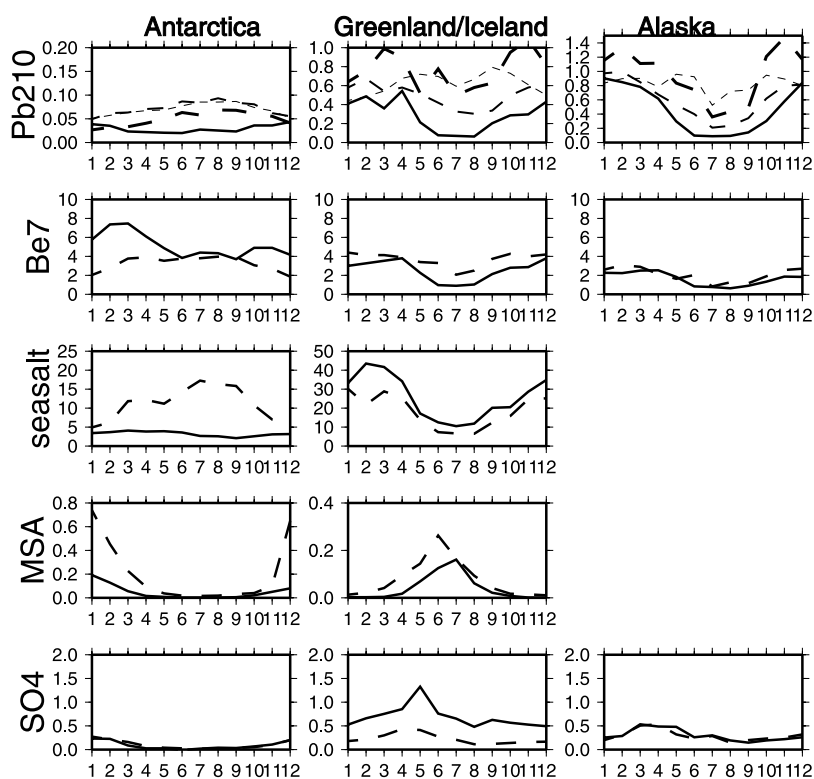 Antarctica Greenland/Iceland Alaska
Pb210
0.20 0.15 0.10 0.05 0.00
1 2 3 4 5 6 7 8 9 10 11 12
1.0 0.8 0.6 0.4 0.2 0.0
1 2 3 4 5 6 7 8 9 10 11 12
1.4 1.2 1.0 0.8 0.6 0.4 0.2 0.0
1 2 3 4 5 6 7 8 9 10 11 12
Be7
10 8 6 4 2 0
1 2 3 4 5 6 7 8 9 10 11 12
10 8 6 4 2 0
1 2 3 4 5 6 7 8 9 10 11 12
10 8 6 4 2 0
1 2 3 4 5 6 7 8 9 10 11 12
seasalt
25 20 15 10 5 0
1 2 3 4 5 6 7 8 9 10 11 12
50 40 30 20 10 0
1 2 3 4 5 6 7 8 9 10 11 12
MSA
0.8 0.6 0.4 0.2 0.0
1 2 3 4 5 6 7 8 9 10 11 12
0.4 0.2 0.0
1 2 3 4 5 6 7 8 9 10 11 12
SO4
2.0 1.5 1.0 0.5 0.0
1 2 3 4 5 6 7 8 9 10 11 12
2.0 1.5 1.0 0.5 0.0
1 2 3 4 5 6 7 8 9 10 11 12
2.0 1.5 1.0 0.5 0.0
1 2 3 4 5 6 7 8 9 10 11 12